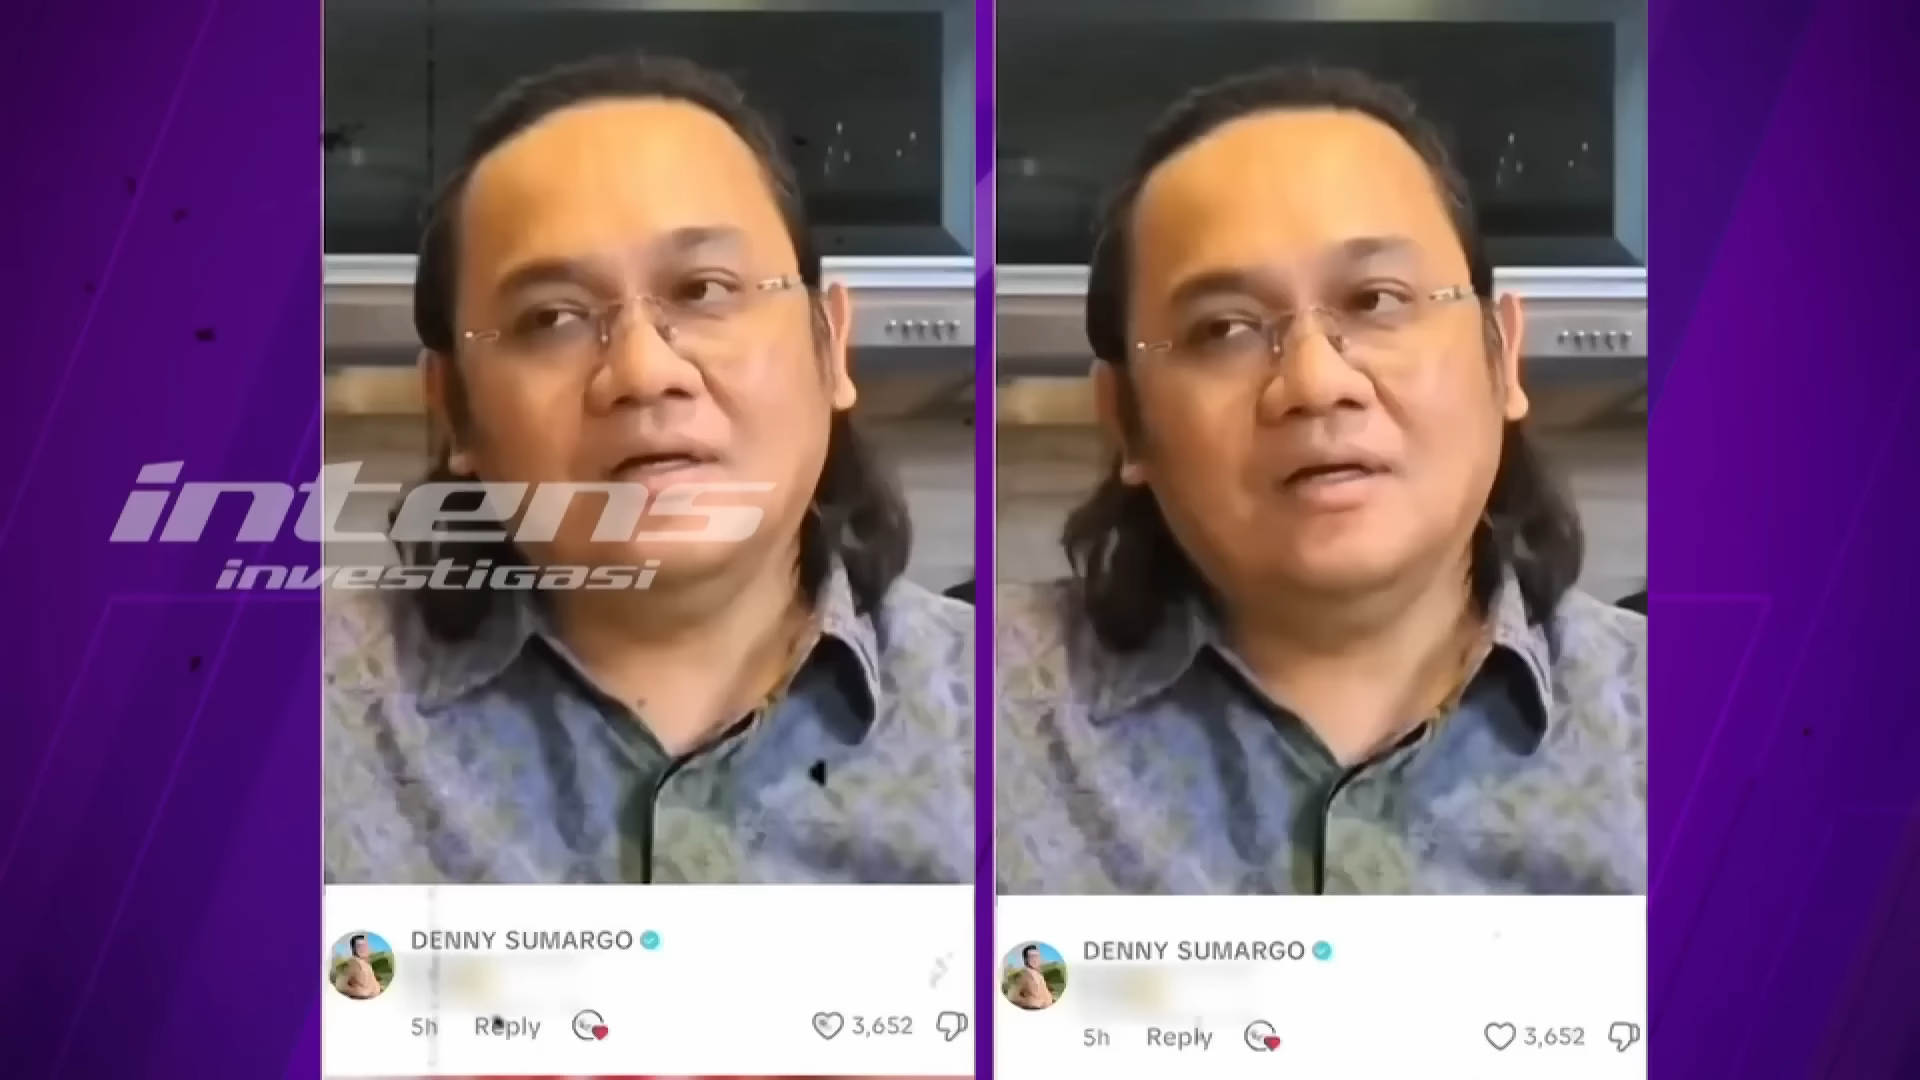 intens
investigasi
DENNY SUMARGO
5h Reply 3,652
DENNY SUMARGO
5h Reply 3,652